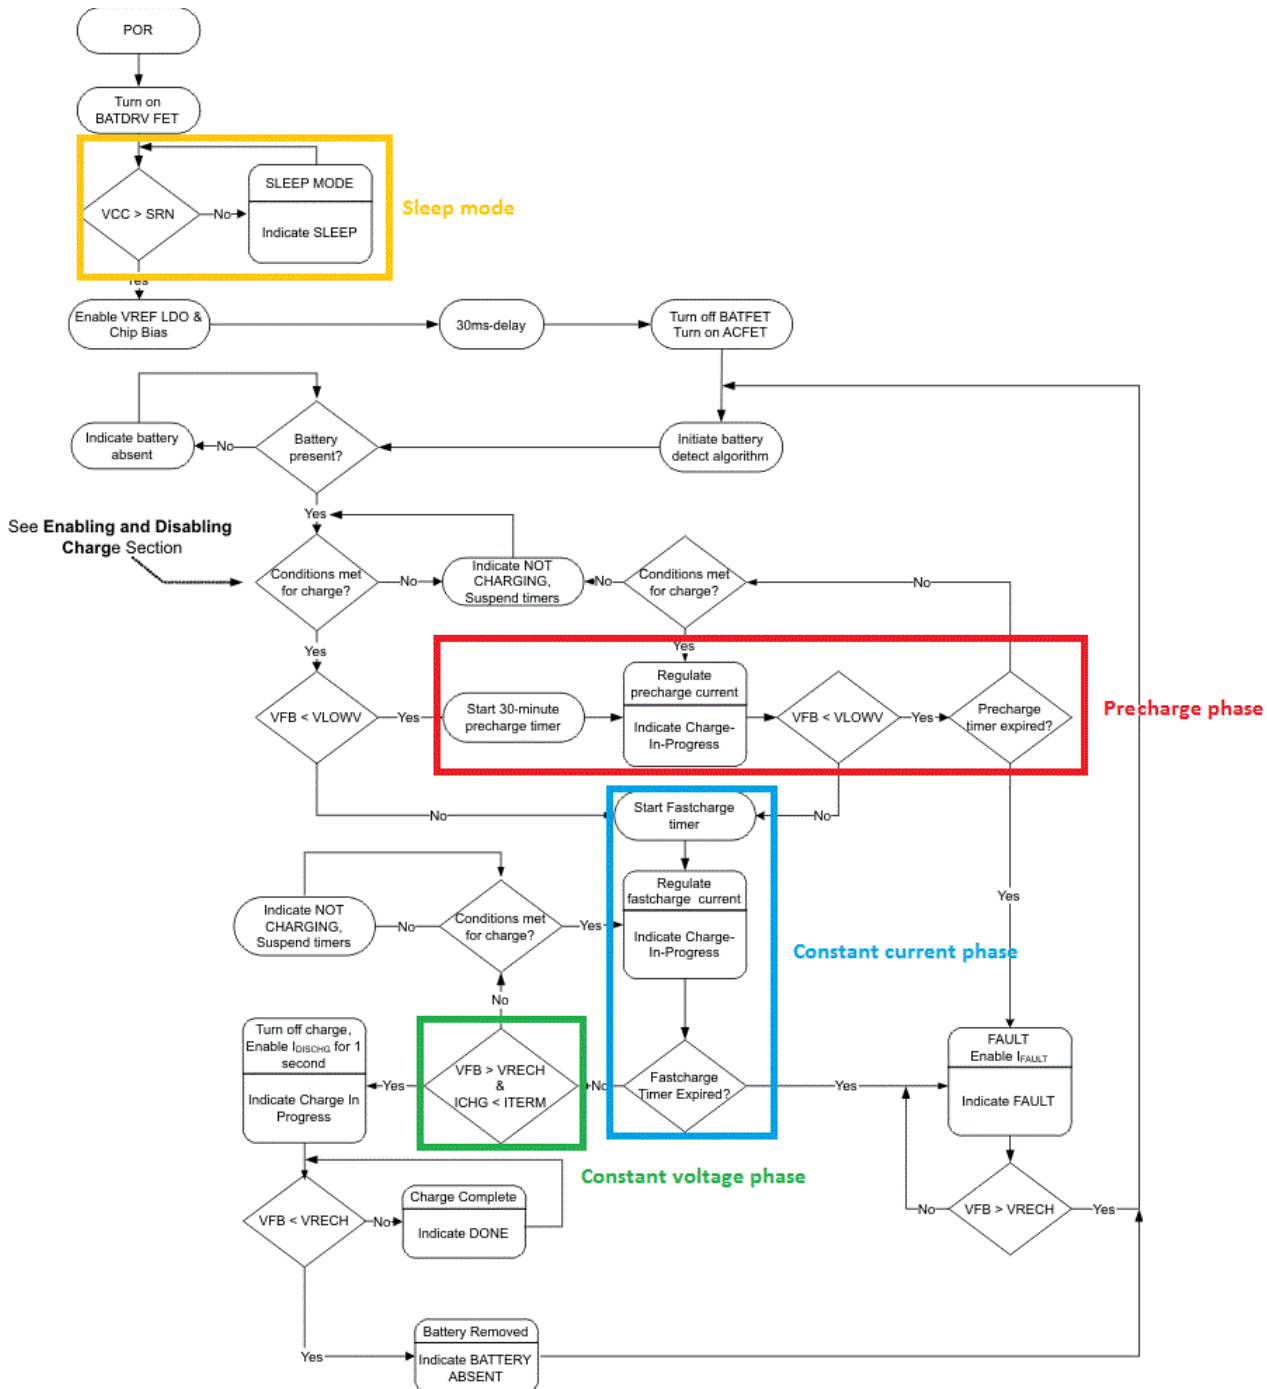 POR
Turn on
BATDRV FET
VCC > SRN
No
SLEEP MODE
Indicate SLEEP
Sleep mode
Yes
Enable VREF LDO &
Chip Bias
30ms-delay
Turn off BATFET
Turn on ACFET
Indicate battery
absent
No
Battery
present?
Initiate battery
detect algorithm
Yes
See Enabling and Disabling
Charge Section
Conditions met
for charge?
No
Indicate NOT
CHARGING,
Suspend timers
No
Conditions met
for charge?
No
Yes
Yes
VFB < VLOWV
Yes
Start 30-minute
precharge timer
Regulate
precharge current
Indicate Charge-
In-Progress
VFB < VLOWV
Yes
Precharge
timer expired?
Precharge phase
No
Start Fastcharge
timer
No
Regulate
fastcharge current
Indicate Charge-
In-Progress
Yes
Indicate NOT
CHARGING,
Suspend timers
No
Conditions met
for charge?
Yes
Constant current phase
No
Turn off charge,
Enable IDISCHG for 1
second
Indicate Charge In
Progress
Yes
VFB > VRECH
&
ICHG < ITERM
No
Fastcharge
Timer Expired?
Yes
FAULT
Enable IFAULT
Indicate FAULT
Constant voltage phase
VFB < VRECH
No
Charge Complete
Indicate DONE
No
VFB > VRECH
Yes
Yes
Battery Removed
Indicate BATTERY
ABSENT